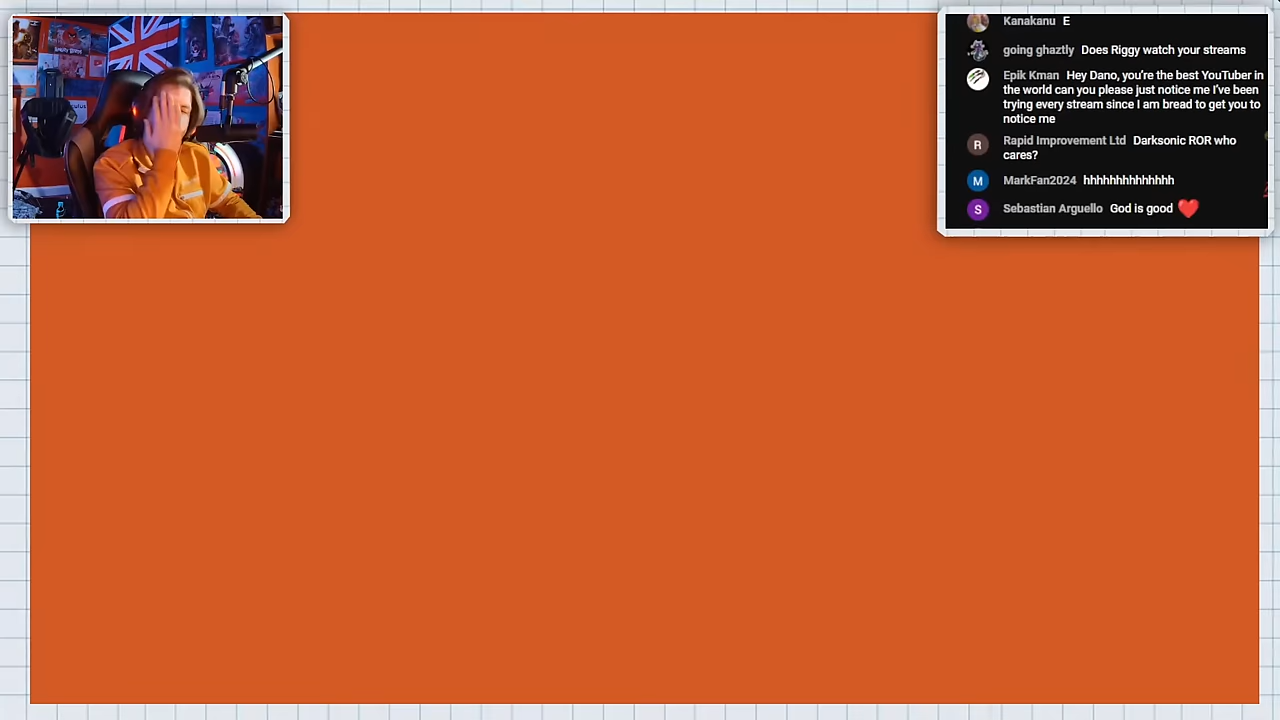 Kanakanu E
going ghaztly Does Riggy watch your streams
Epik Kman Hey Dano, you're the best YouTuber in
the world can you please just notice me I've been
trying every stream since I am bread to get you to
notice me
R Rapid Improvement Ltd Darksonic ROR who
cares?
M MarkFan2024 hhhhhhhhhhhhhh
S Sebastian Arguello God is good ❤️